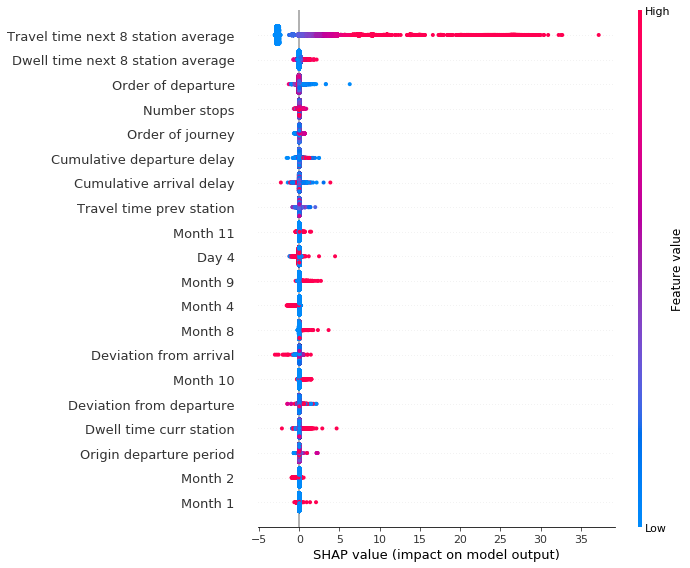 High
Travel time next 8 station average
Dwell time next 8 station average
Order of departure
Number stops
Order of journey
Cumulative departure delay
Cumulative arrival delay
Travel time prev station
Month 11
Day 4
Month 9
Month 4
Month 8
Deviation from arrival
Month 10
Deviation from departure
Dwell time curr station
Origin departure period
Month 2
Month 1
Feature value
Low
−5 0 5 10 15 20 25 30 35
SHAP value (impact on model output)